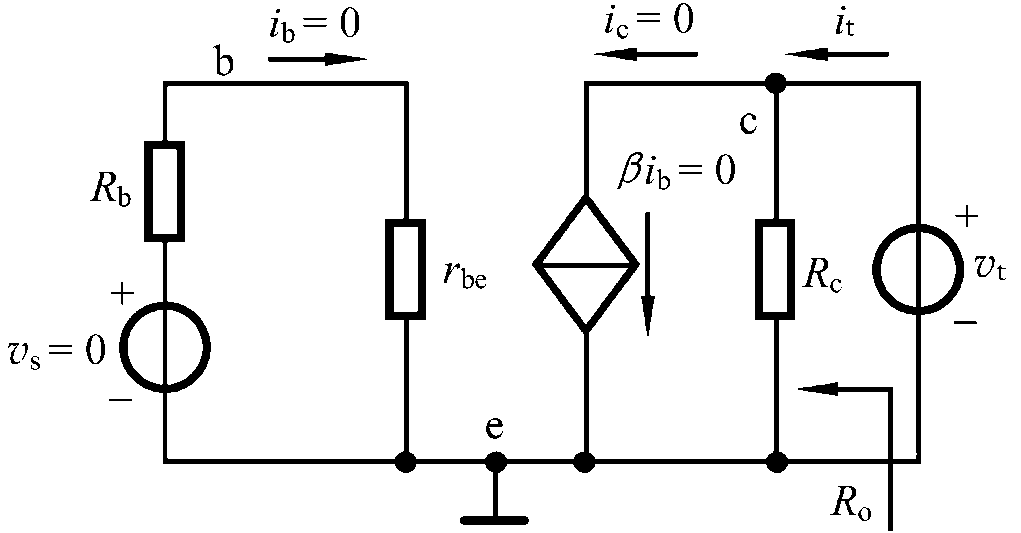 i_b = 0
i_c = 0
i_t
b
c
βi_b = 0
R_b
+
r_be
R_c
+
v_t
−
+
v_s = 0
−
e
R_o